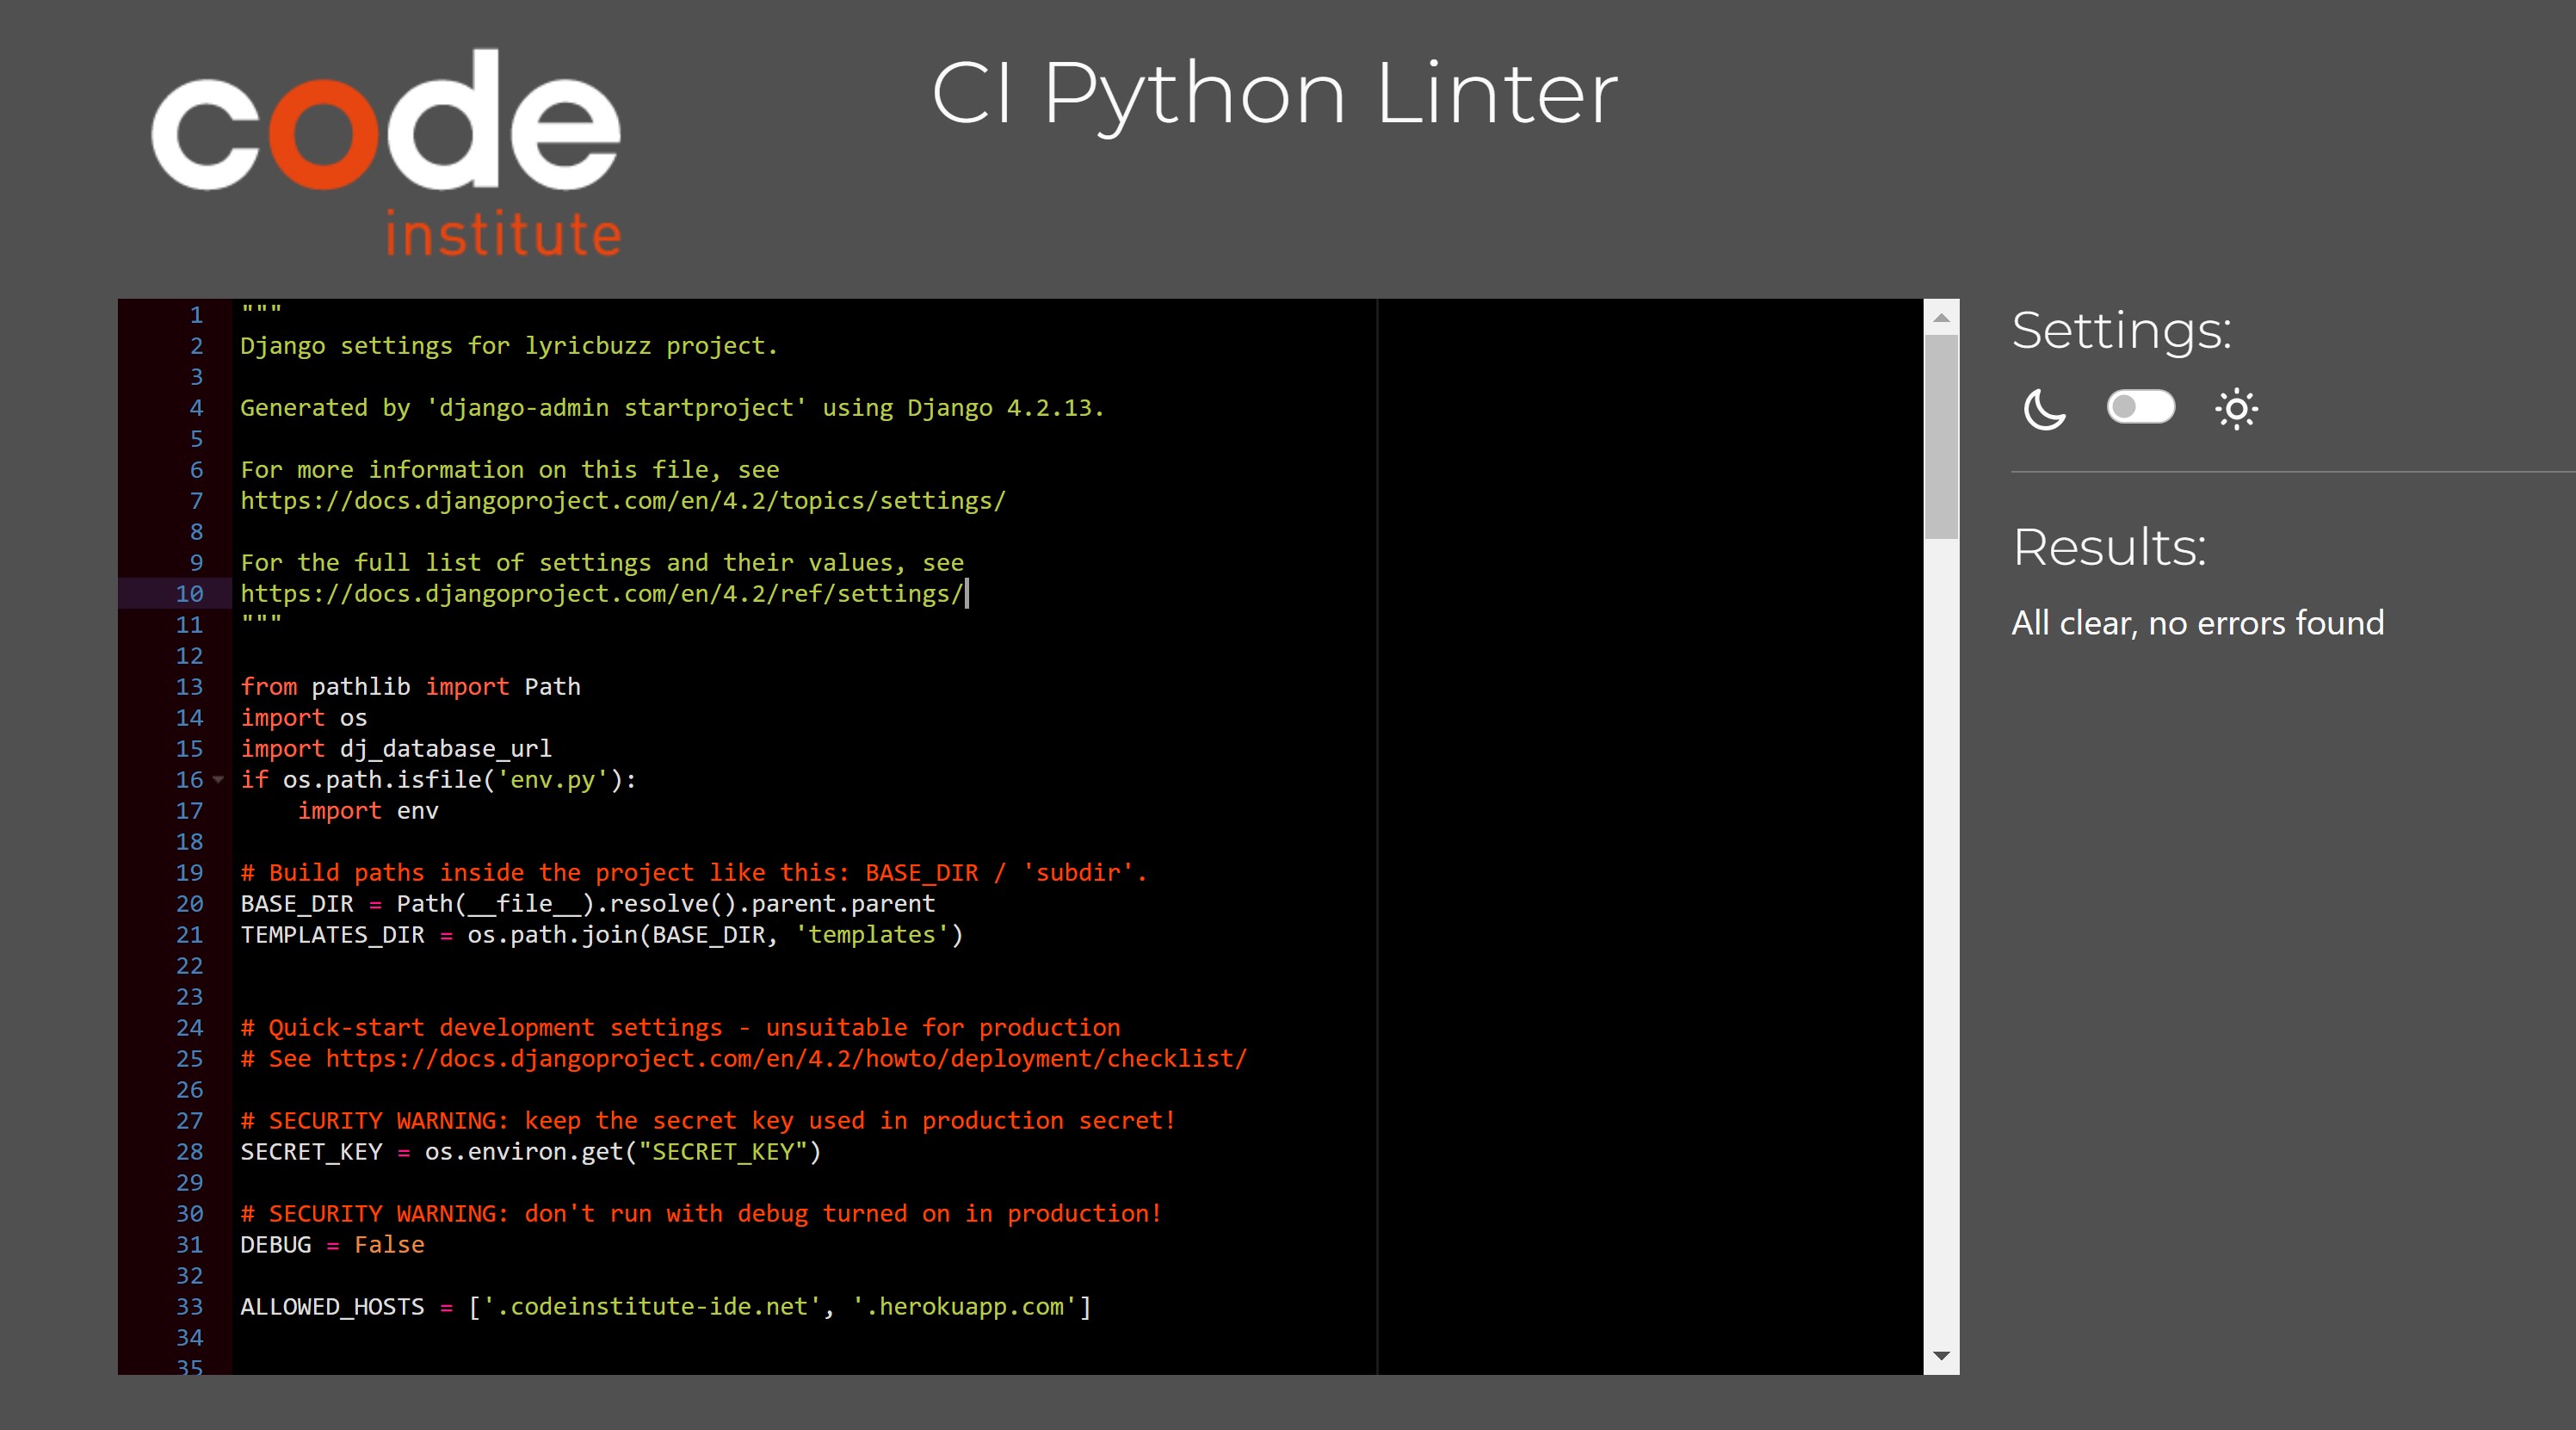 code
institute
CI Python Linter
1 """
2 Django settings for lyricbuzz project.
3
4 Generated by 'django-admin startproject' using Django 4.2.13.
5
6 For more information on this file, see
7 https://docs.djangoproject.com/en/4.2/topics/settings/
8
9 For the full list of settings and their values, see
10 https://docs.djangoproject.com/en/4.2/ref/settings/
11 """
12
13 from pathlib import Path
14 import os
15 import dj_database_url
16 if os.path.isfile('env.py'):
17     import env
18
19 # Build paths inside the project like this: BASE_DIR / 'subdir'.
20 BASE_DIR = Path(__file__).resolve().parent.parent
21 TEMPLATES_DIR = os.path.join(BASE_DIR, 'templates')
22
23
24 # Quick-start development settings - unsuitable for production
25 # See https://docs.djangoproject.com/en/4.2/howto/deployment/checklist/
26
27 # SECURITY WARNING: keep the secret key used in production secret!
28 SECRET_KEY = os.environ.get("SECRET_KEY")
29
30 # SECURITY WARNING: don't run with debug turned on in production!
31 DEBUG = False
32
33 ALLOWED_HOSTS = ['.codeinstitute-ide.net', '.herokuapp.com']
34
35
Settings:
Results:
All clear, no errors found